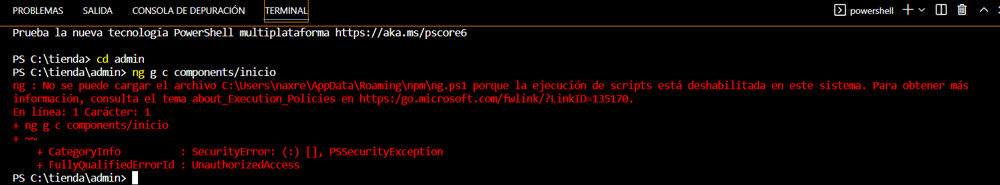 PROBLEMAS SALIDA CONSOLA DE DEPURACIÓN TERMINAL powershell
Prueba la nueva tecnología PowerShell multiplataforma https://aka.ms/pscore6
PS C:\tienda> cd admin
PS C:\tienda\admin> ng g c components/inicio
ng : No se puede cargar el archivo C:\Users\naxre\AppData\Roaming\npm\ng.ps1 porque la ejecución de scripts está deshabilitada en este sistema. Para obtener más
información, consulta el tema about_Execution_Policies en https:/go.microsoft.com/fwlink/?LinkID=135170.
En línea: 1 Carácter: 1
+ ng g c components/inicio
+ ~~
+ CategoryInfo : SecurityError: (:) [], PSSecurityException
+ FullyQualifiedErrorId : UnauthorizedAccess
PS C:\tienda\admin>